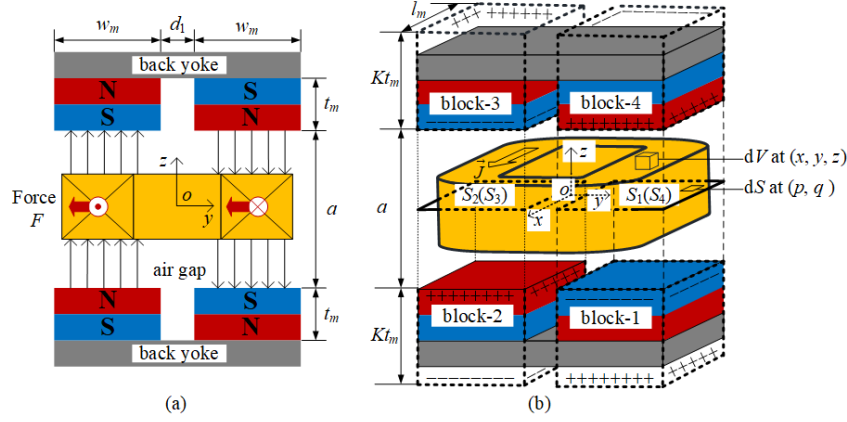 w_m d_1 w_m
back yoke
N S
S N
t_m
z
o
y
Force
F
a
air gap
N S
S N
t_m
back yoke
(a)
l_m
Kt_m
block-3 block-4
a
J
z
o
y
x
S_2(S_3) S_1(S_4)
dV at (x, y, z)
dS at (p, q )
Kt_m
block-2 block-1
(b)